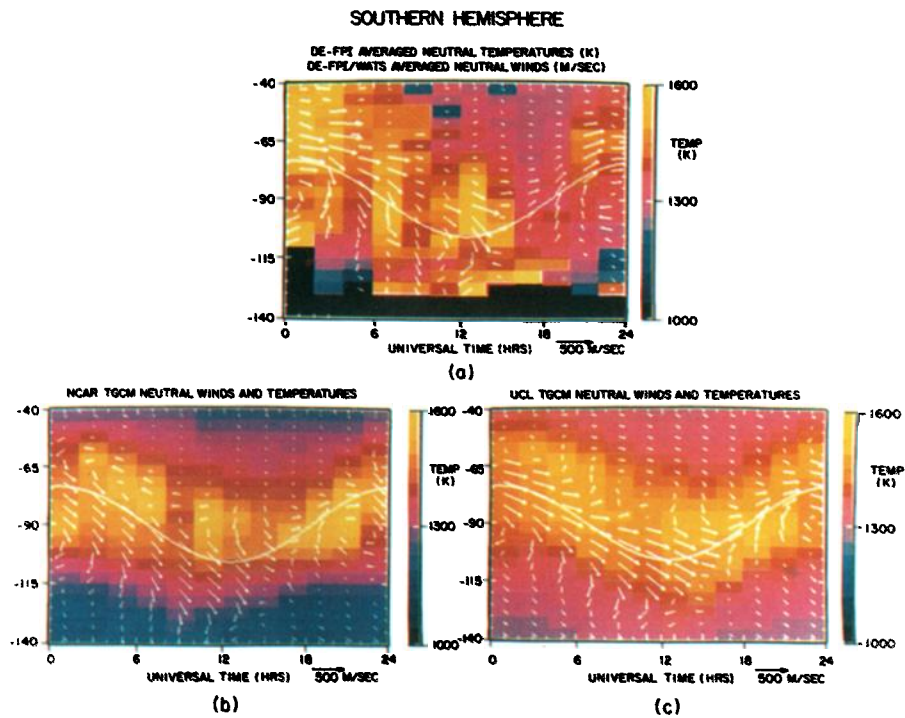 SOUTHERN HEMISPHERE
DE-FPI AVERAGED NEUTRAL TEMPERATURES (K)
DE-FPI/WATS AVERAGED NEUTRAL WINDS (M/SEC)
-40
-65
-90
-115
-140
0
6
12
18
24
UNIVERSAL TIME (HRS)
500 M/SEC
1600
TEMP
(K)
1300
1000
(a)
NCAR TGCM NEUTRAL WINDS AND TEMPERATURES
-40
-65
-90
-115
-140
0
6
12
18
24
UNIVERSAL TIME (HRS)
500 M/SEC
1600
TEMP
(K)
1300
1000
(b)
UCL TGCM NEUTRAL WINDS AND TEMPERATURES
-40
-65
-90
-115
-140
0
6
12
18
24
UNIVERSAL TIME (HRS)
500 M/SEC
1600
TEMP
(K)
1300
1000
(c)